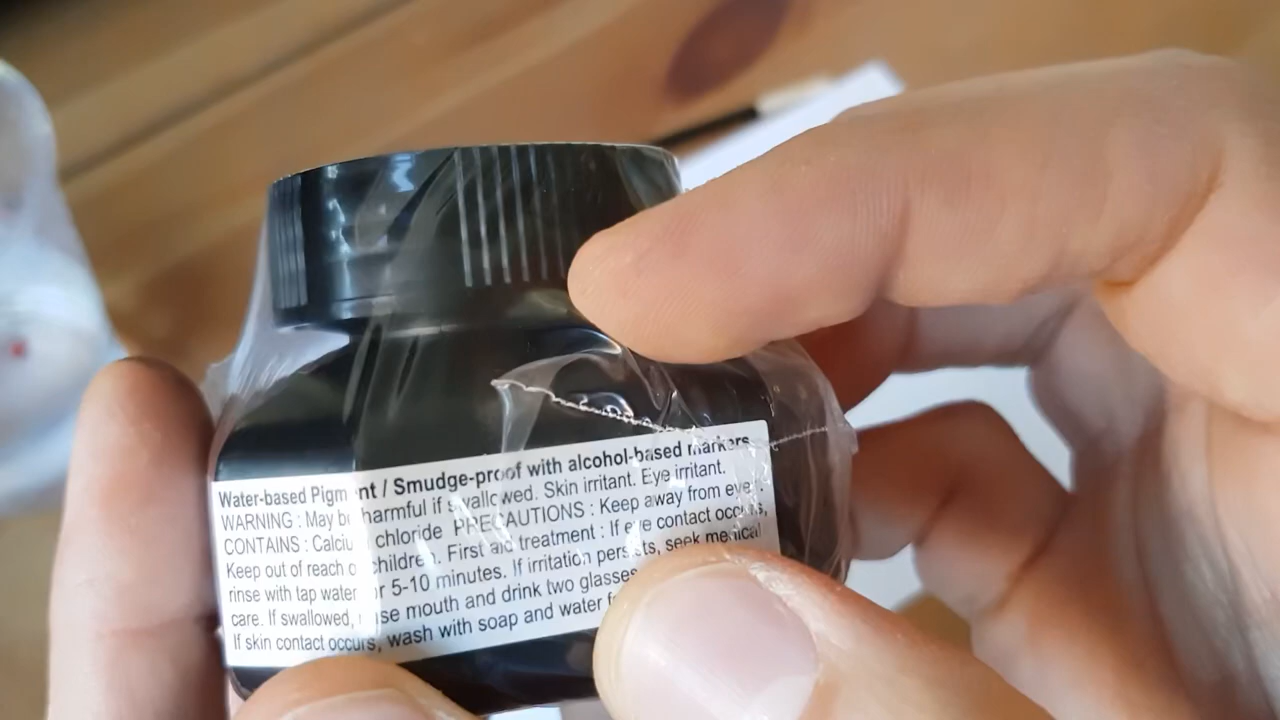 Water-based Pigment / Smudge-proof with alcohol-based markers
WARNING : May be harmful if swallowed. Skin irritant. Eye irritant.
CONTAINS : Calciu chloride PRECAUTIONS : Keep away from eye
Keep out of reach o children. First aid treatment : If eye contact occurs,
rinse with tap water or 5-10 minutes. If irritation persists, seek medical
care. If swallowed, rinse mouth and drink two glasses
If skin contact occurs, wash with soap and water